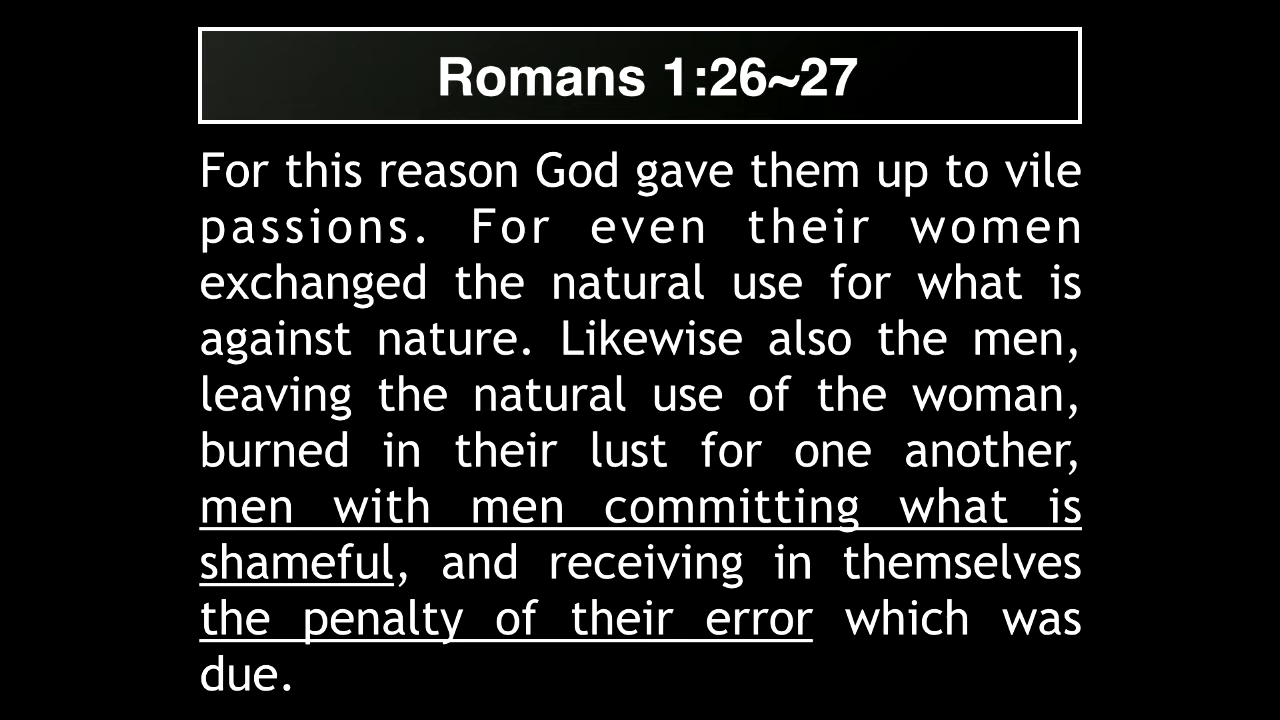 Romans 1:26~27
For this reason God gave them up to vile
passions. For even their women
exchanged the natural use for what is
against nature. Likewise also the men,
leaving the natural use of the woman,
burned in their lust for one another,
men with men committing what is
shameful, and receiving in themselves
the penalty of their error which was
due.